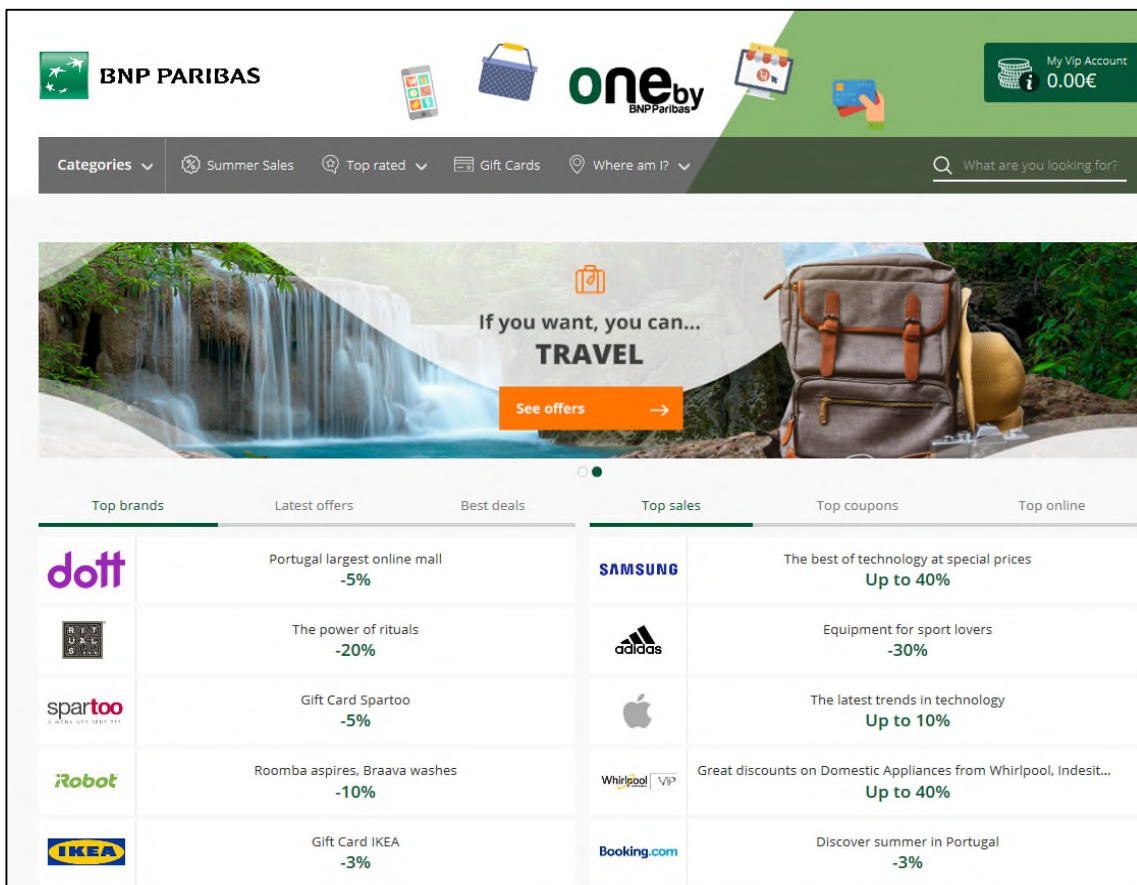 BNP PARIBAS
one by
BNP Paribas
My Vip Account
0.00€
Categories
Summer Sales
Top rated
Gift Cards
Where am I?
What are you looking for?
If you want, you can...
TRAVEL
See offers
Top brands
Latest offers
Best deals
Top sales
Top coupons
Top online
dott
Portugal largest online mall
-5%
RITUALS
The power of rituals
-20%
spartoo
Gift Card Spartoo
-5%
iRobot
Roomba aspires, Braava washes
-10%
IKEA
Gift Card IKEA
-3%
SAMSUNG
The best of technology at special prices
Up to 40%
adidas
Equipment for sport lovers
-30%
The latest trends in technology
Up to 10%
Whirlpool VIP
Great discounts on Domestic Appliances from Whirlpool, Indesit...
Up to 40%
Booking.com
Discover summer in Portugal
-3%